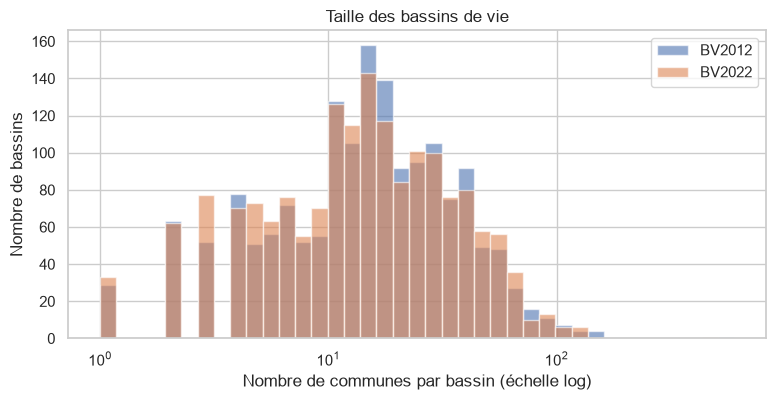 Taille des bassins de vie
BV2012
BV2022
Nombre de bassins
160
140
120
100
80
60
40
20
0
10⁰
10¹
10²
Nombre de communes par bassin (échelle log)